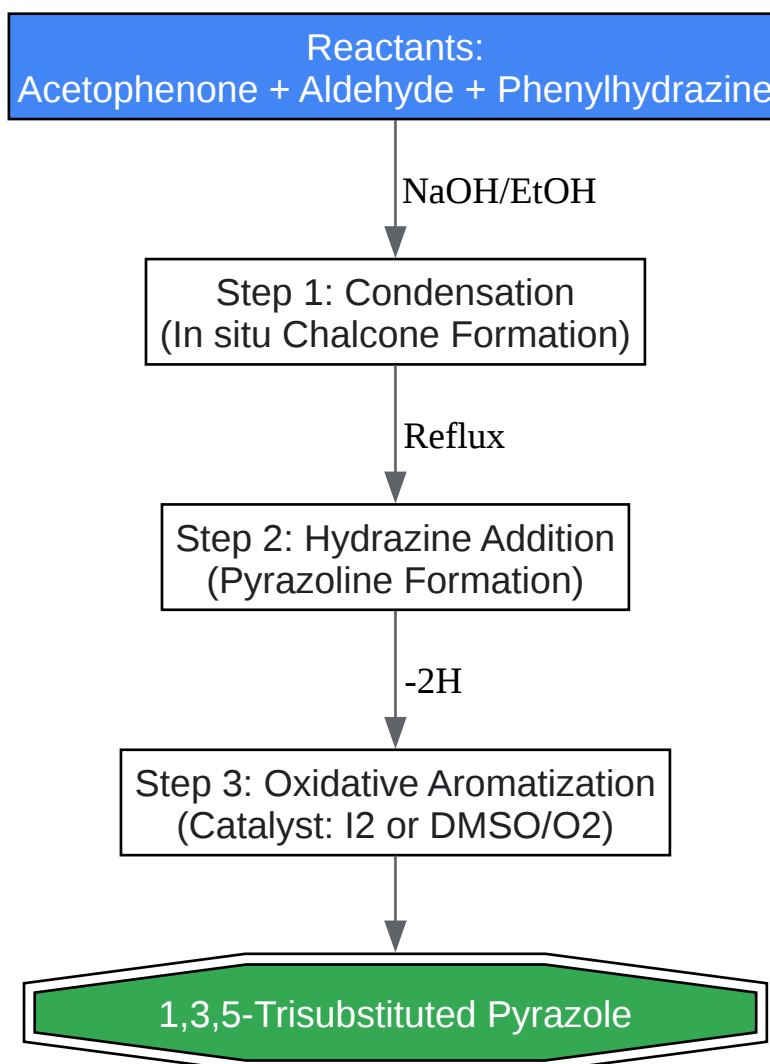 Reactants:
Acetophenone + Aldehyde + Phenylhydrazine
NaOH/EtOH
Step 1: Condensation
(In situ Chalcone Formation)
Reflux
Step 2: Hydrazine Addition
(Pyrazoline Formation)
-2H
Step 3: Oxidative Aromatization
(Catalyst: I2 or DMSO/O2)
1,3,5-Trisubstituted Pyrazole